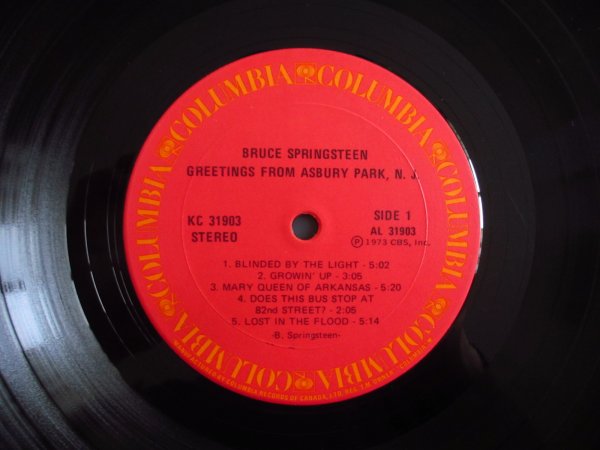 COLUMBIA COLUMBIA COLUMBIA COLUMBIA COLUMBIA COLUMBIA
BRUCE SPRINGSTEEN
GREETINGS FROM ASBURY PARK, N. J.
KC 31903
STEREO
SIDE 1
AL 31903
Ⓟ 1973 CBS, Inc.
1. BLINDED BY THE LIGHT - 5:02
2. GROWIN' UP - 3:05
3. MARY QUEEN OF ARKANSAS - 5:20
4. DOES THIS BUS STOP AT
82nd STREET? - 2:05
5. LOST IN THE FLOOD - 5:14
-B. Springsteen-
MANUFACTURED BY COLUMBIA RECORDS OF CANADA, LTD.